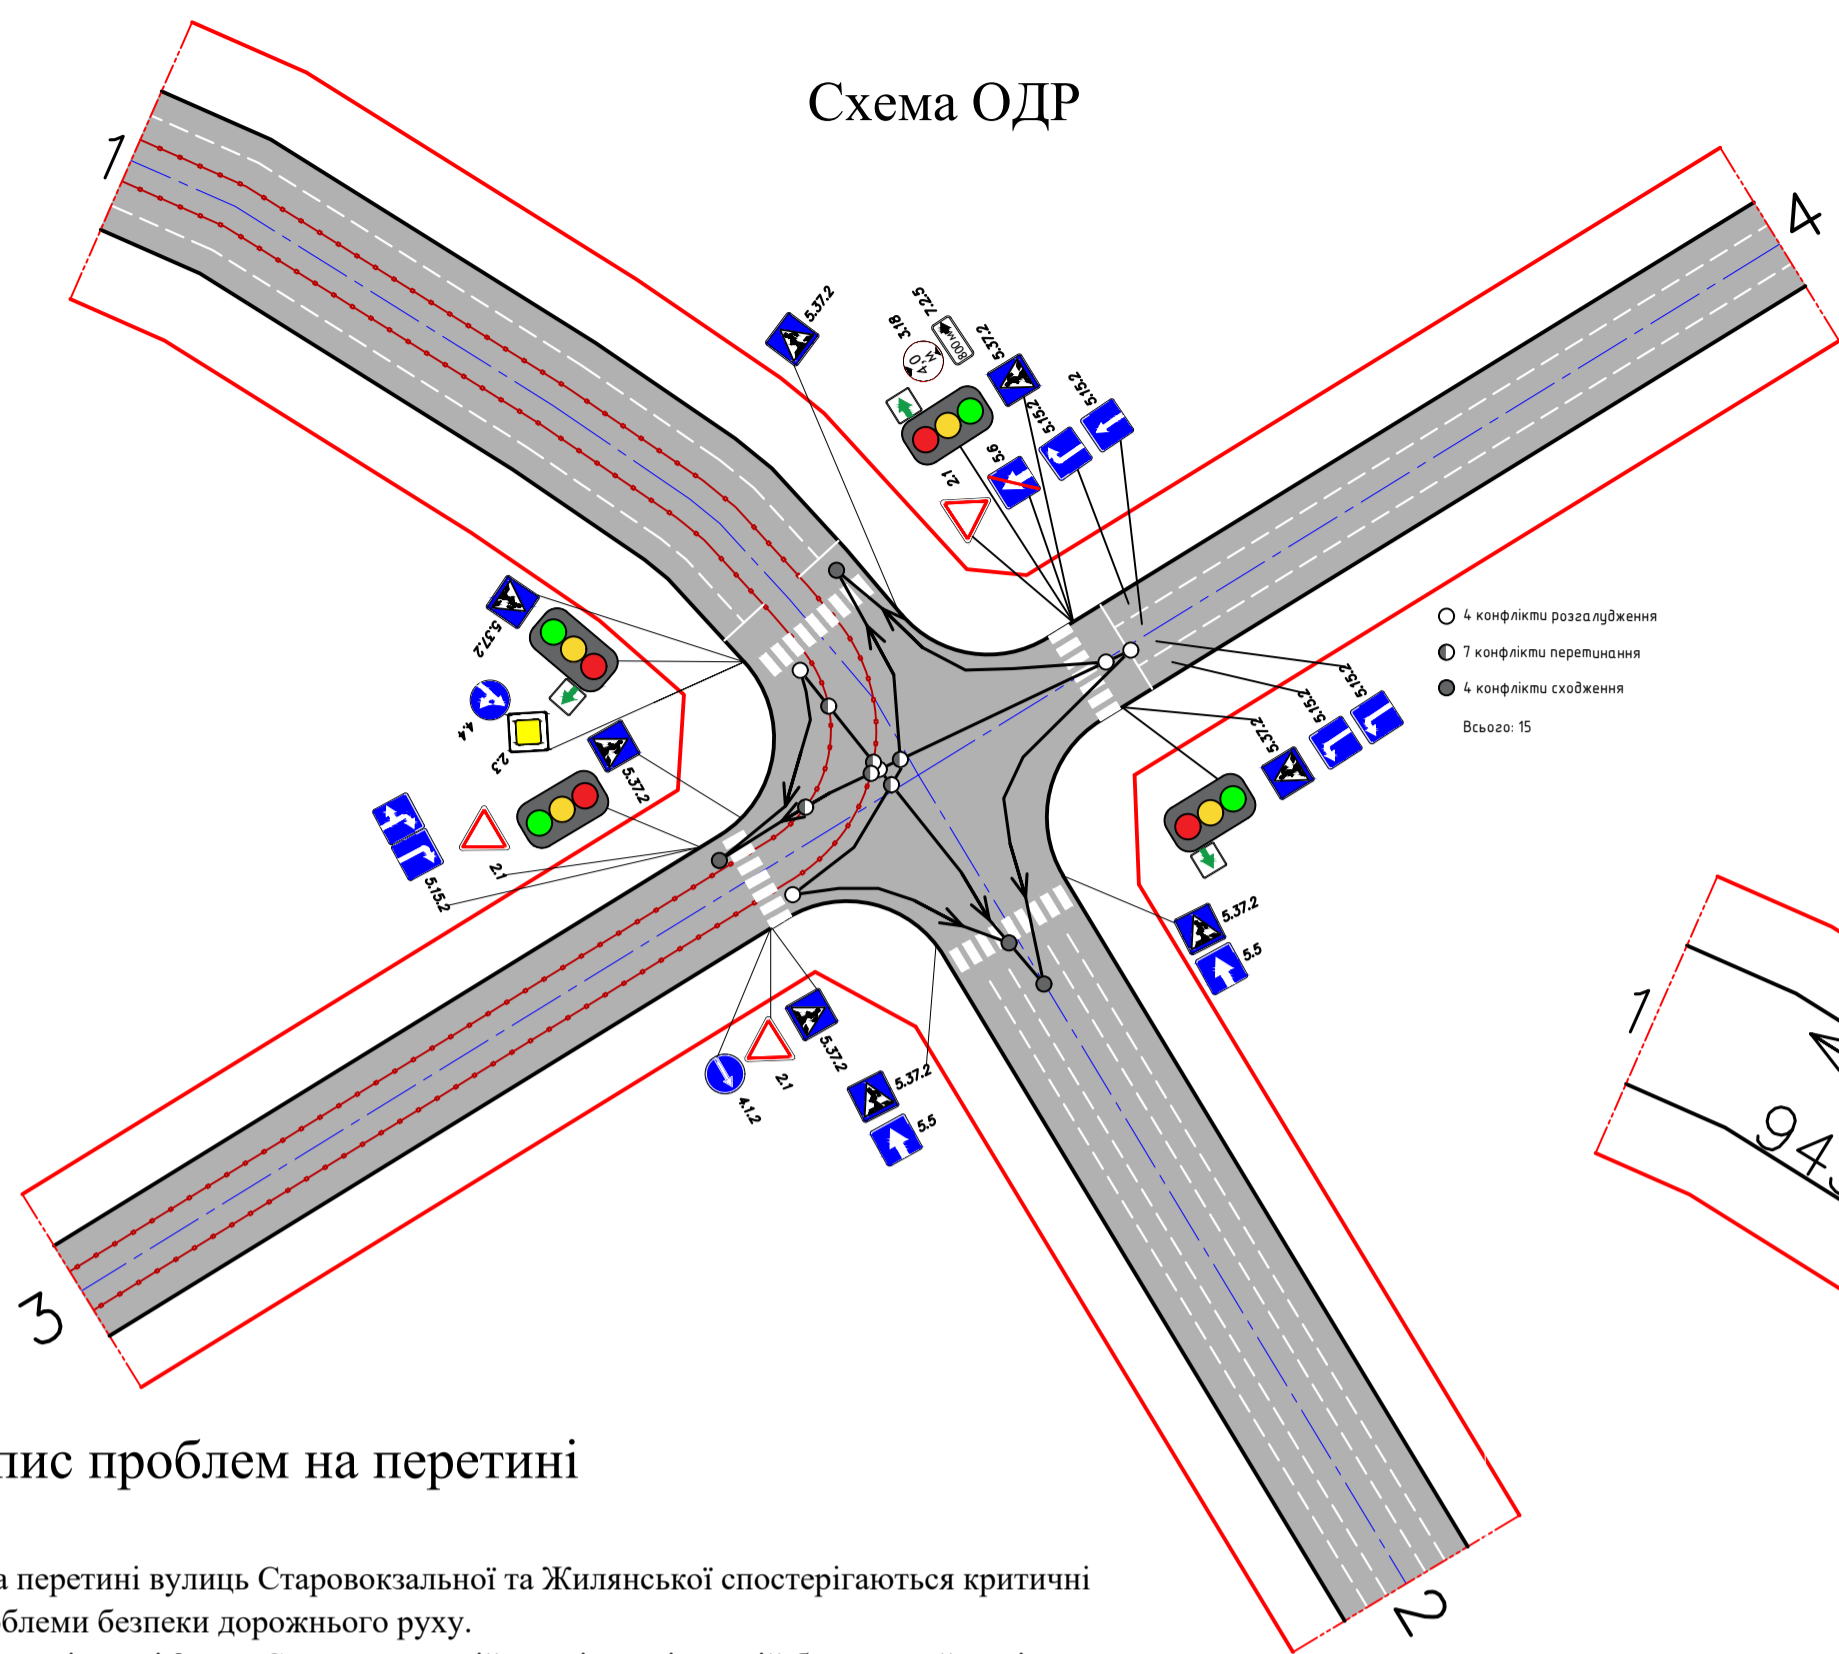 Схема ОДР
1
4
5.37.2
3.18
4,0 м
7.2.5
800 м
5.37.2
5.15.2
5.15.2
5.6
2.1
4 конфлікти розгалудження
7 конфлікти перетинання
4 конфлікти сходження
Всього: 15
5.37.2
4.4
2.3
5.37.2
2.1
5.15.2
5.15.2
5.15.2
5.37.2
5.37.2
5.5
5.37.2
2.1
4.1.2
5.37.2
5.5
1
3
2
пис проблем на перетині
а перетині вулиць Старовокзальної та Жилянської спостерігаються критичні
блеми безпеки дорожнього руху.